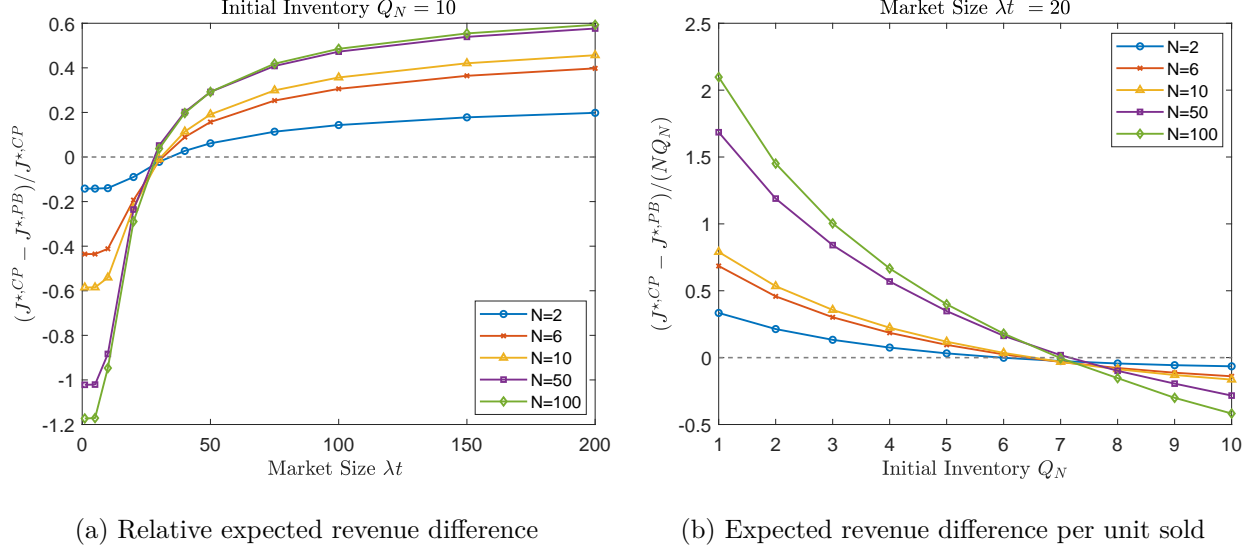 Initial Inventory Q_N = 10
(J^{⋆,CP} − J^{⋆,PB})/J^{⋆,CP}
0.6
0.4
0.2
0
-0.2
-0.4
-0.6
-0.8
-1
-1.2
N=2
N=6
N=10
N=50
N=100
0 50 100 150 200
Market Size λt
(a) Relative expected revenue difference
Market Size λt = 20
(J^{⋆,CP} − J^{⋆,PB})/(NQ_N)
2.5
2
1.5
1
0.5
0
-0.5
N=2
N=6
N=10
N=50
N=100
1 2 3 4 5 6 7 8 9 10
Initial Inventory Q_N
(b) Expected revenue difference per unit sold